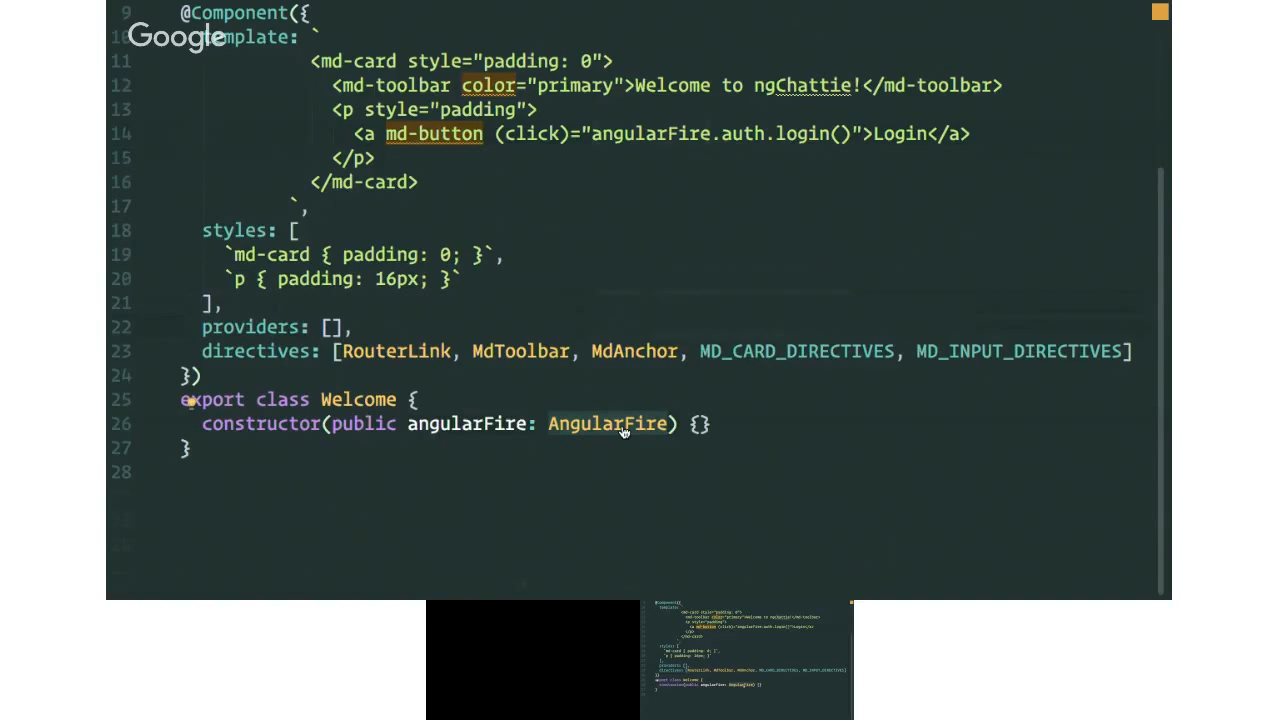 Google
9 @Component({
10 template: `
11 <md-card style="padding: 0">
12 <md-toolbar color="primary">Welcome to ngChattie!</md-toolbar>
13 <p style="padding">
14 <a md-button (click)="angularFire.auth.login()">Login</a>
15 </p>
16 </md-card>
17 `,
18 styles: [
19 `md-card { padding: 0; }`,
20 `p { padding: 16px; }`
21 ],
22 providers: [],
23 directives: [RouterLink, MdToolbar, MdAnchor, MD_CARD_DIRECTIVES, MD_INPUT_DIRECTIVES]
24 })
25 export class Welcome {
26 constructor(public angularFire: AngularFire) {}
27 }
28